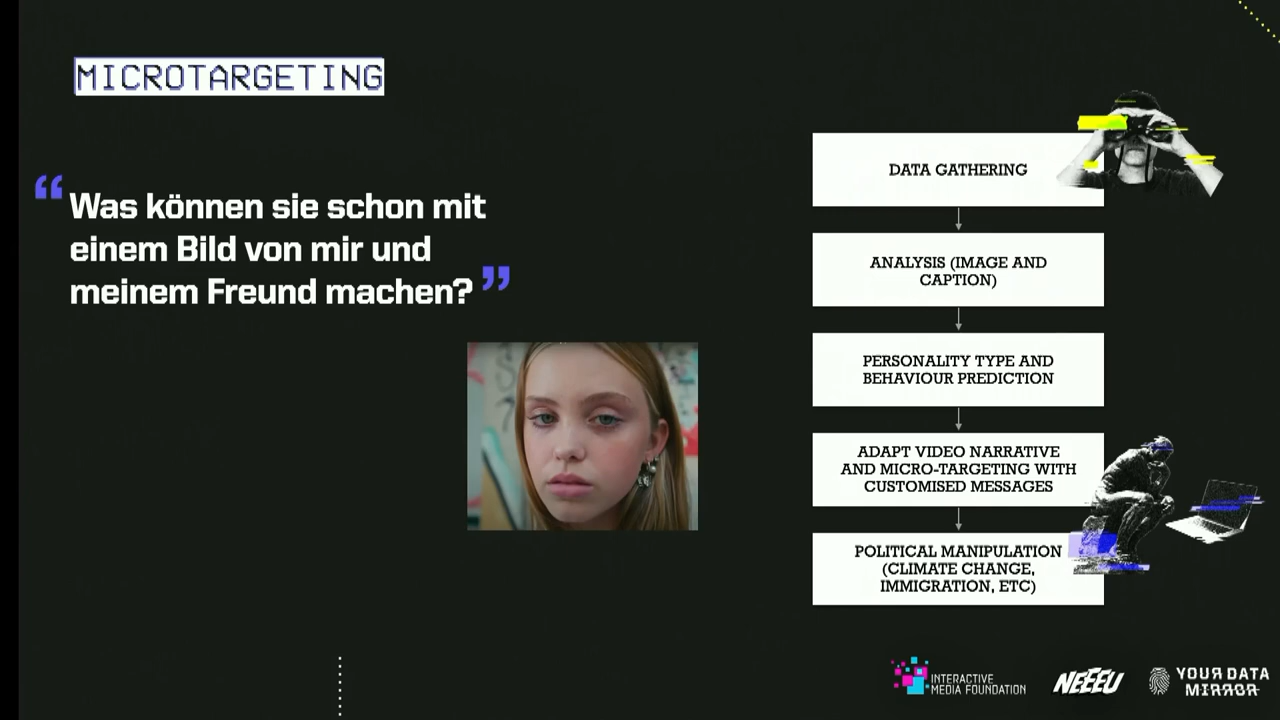 MICROTARGETING
“Was können sie schon mit
einem Bild von mir und
meinem Freund machen?”
DATA GATHERING
ANALYSIS (IMAGE AND
CAPTION)
PERSONALITY TYPE AND
BEHAVIOUR PREDICTION
ADAPT VIDEO NARRATIVE
AND MICRO-TARGETING WITH
CUSTOMISED MESSAGES
POLITICAL MANIPULATION
(CLIMATE CHANGE,
IMMIGRATION, ETC)
INTERACTIVE
MEDIA FOUNDATION
NEEEU
YOUR DATA
MIRROR